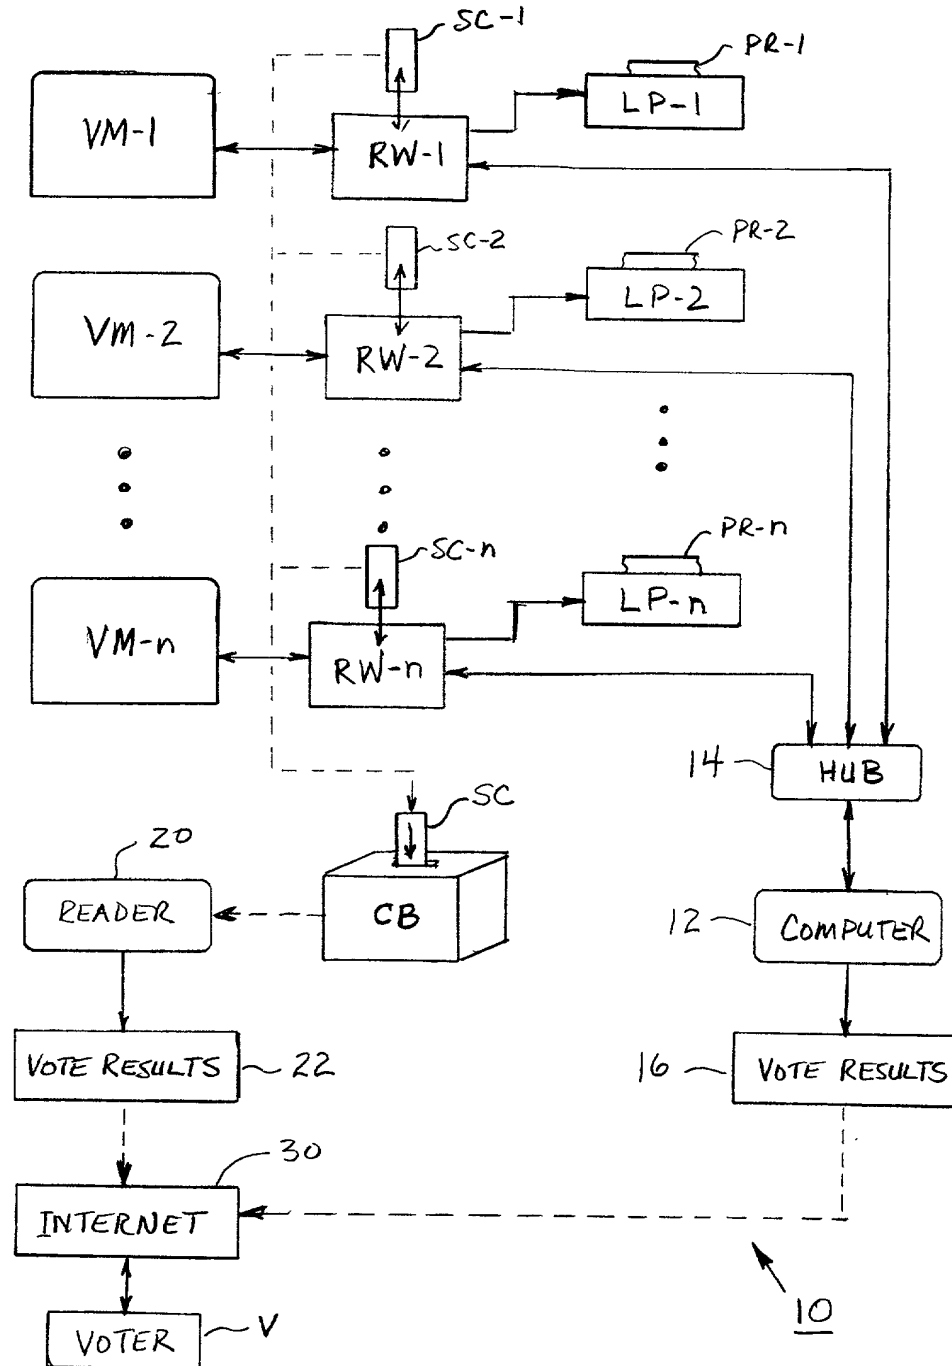 SC-1
PR-1
VM-1
RW-1
LP-1
SC-2
PR-2
VM-2
RW-2
LP-2
SC-n
PR-n
VM-n
RW-n
LP-n
14
HUB
SC
20
READER
CB
12
COMPUTER
VOTE RESULTS
22
16
VOTE RESULTS
30
INTERNET
10
VOTER
V